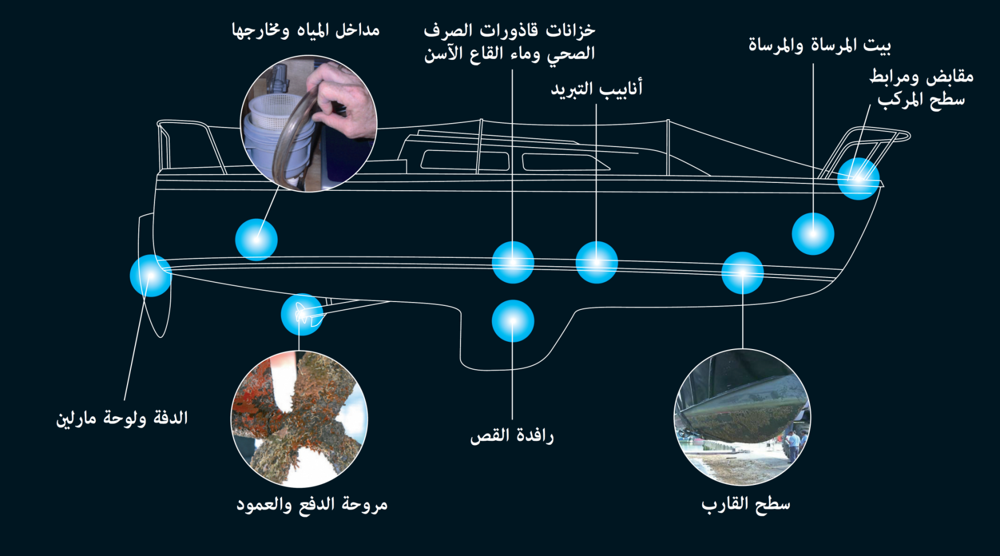 بيت المرساة والمرساة
مقابض ومرابط
سطح المركب
خزانات قاذورات الصرف
الصحي وماء القاع الآسن
أنابيب التبريد
مداخل المياه ومخارجها
الدفة ولوحة مارلين
مروحة الدفع والعمود
رافدة القص
سطح القارب